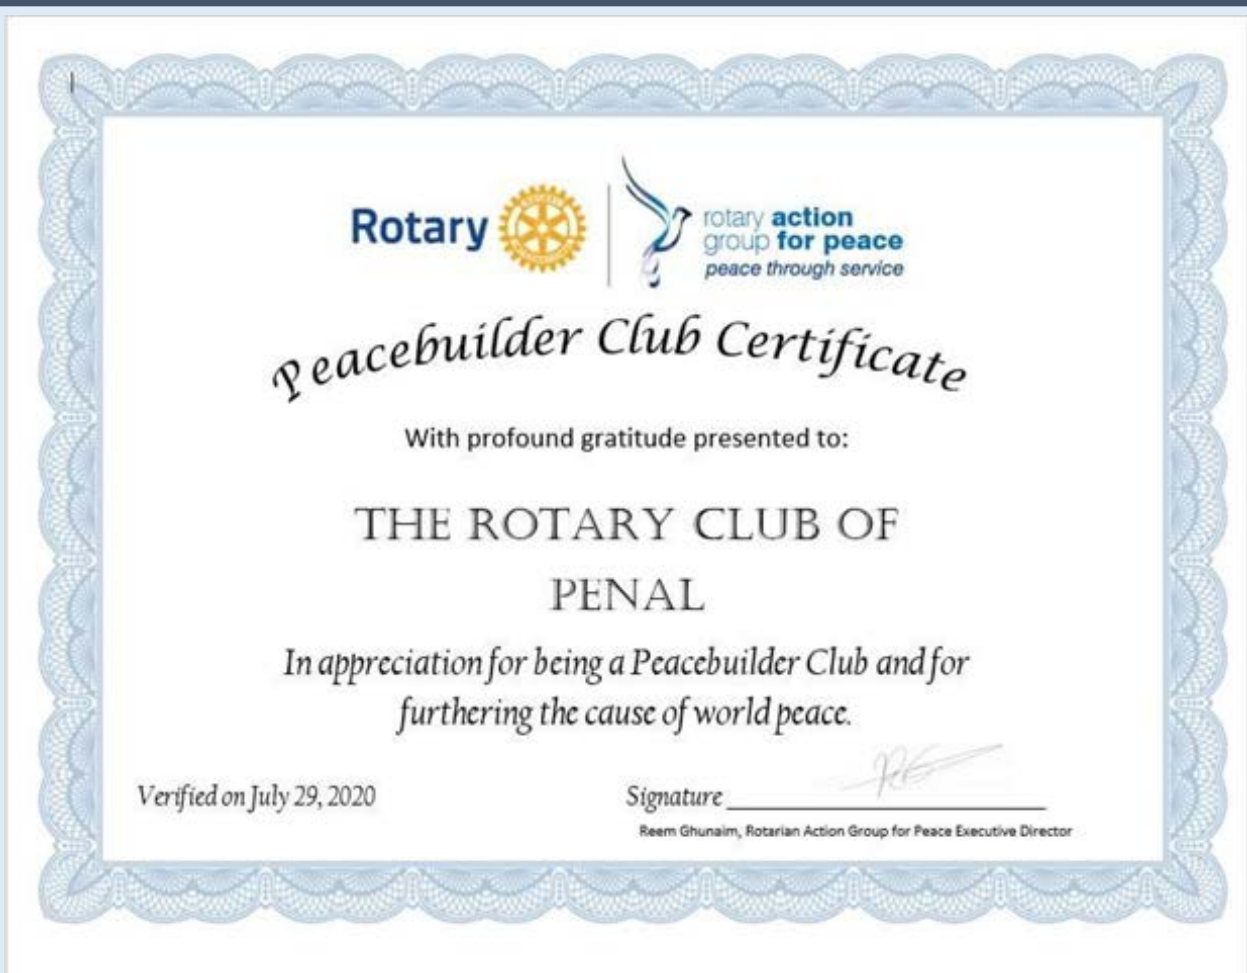 Rotary
rotary action
group for peace
peace through service
Peacebuilder Club Certificate
With profound gratitude presented to:
THE ROTARY CLUB OF
PENAL
In appreciation for being a Peacebuilder Club and for
furthering the cause of world peace.
Verified on July 29, 2020
Signature
Reem Ghunaim, Rotarian Action Group for Peace Executive Director